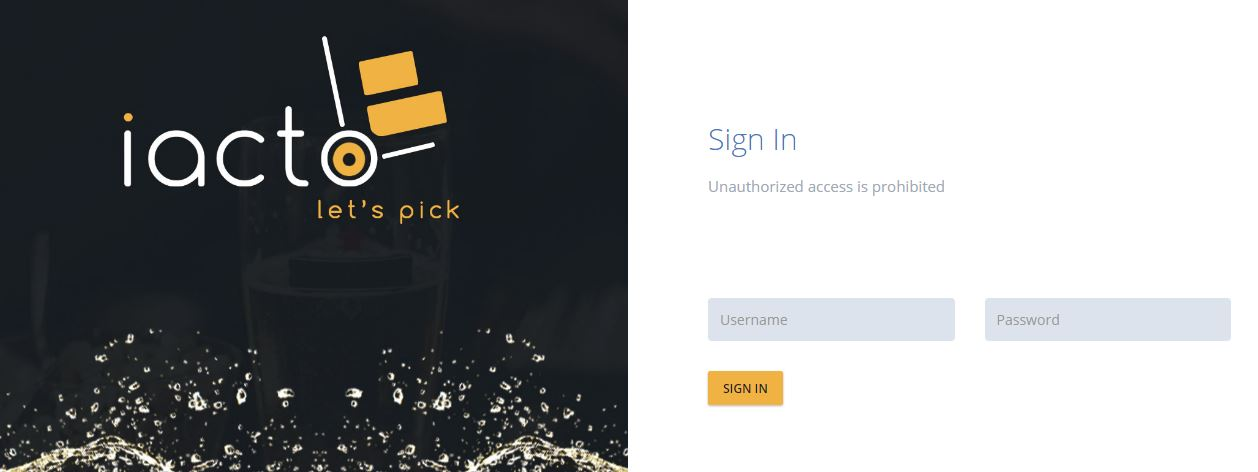 iacto
let's pick
Sign In
Unauthorized access is prohibited
Username
Password
SIGN IN